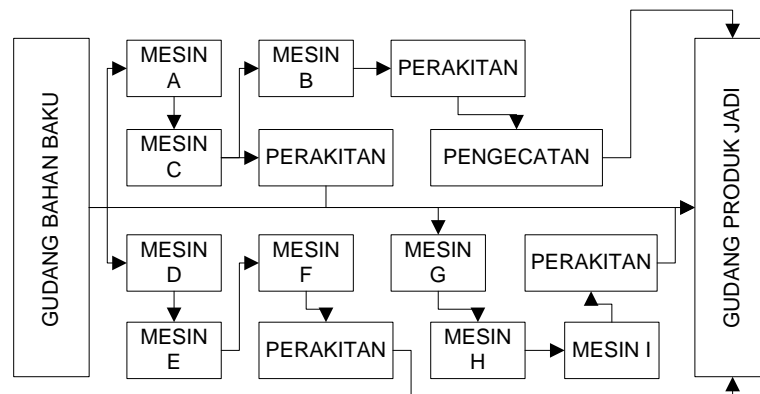 GUDANG BAHAN BAKU
MESIN
A
MESIN
B
PERAKITAN
MESIN
C
PERAKITAN
PENGECATAN
MESIN
D
MESIN
F
MESIN
G
PERAKITAN
MESIN
E
PERAKITAN
MESIN
H
MESIN I
GUDANG PRODUK JADI